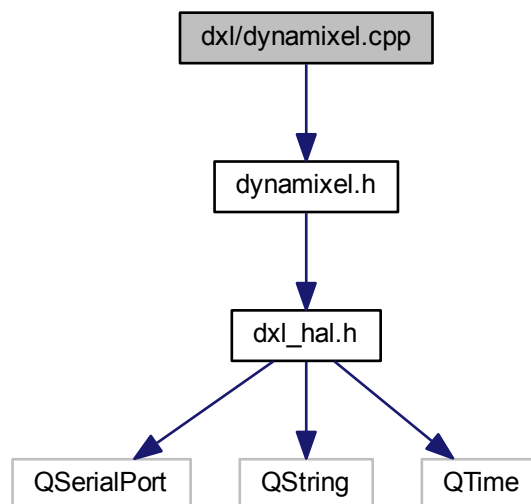 dxl/dynamixel.cpp
dynamixel.h
dxl_hal.h
QSerialPort
QString
QTime